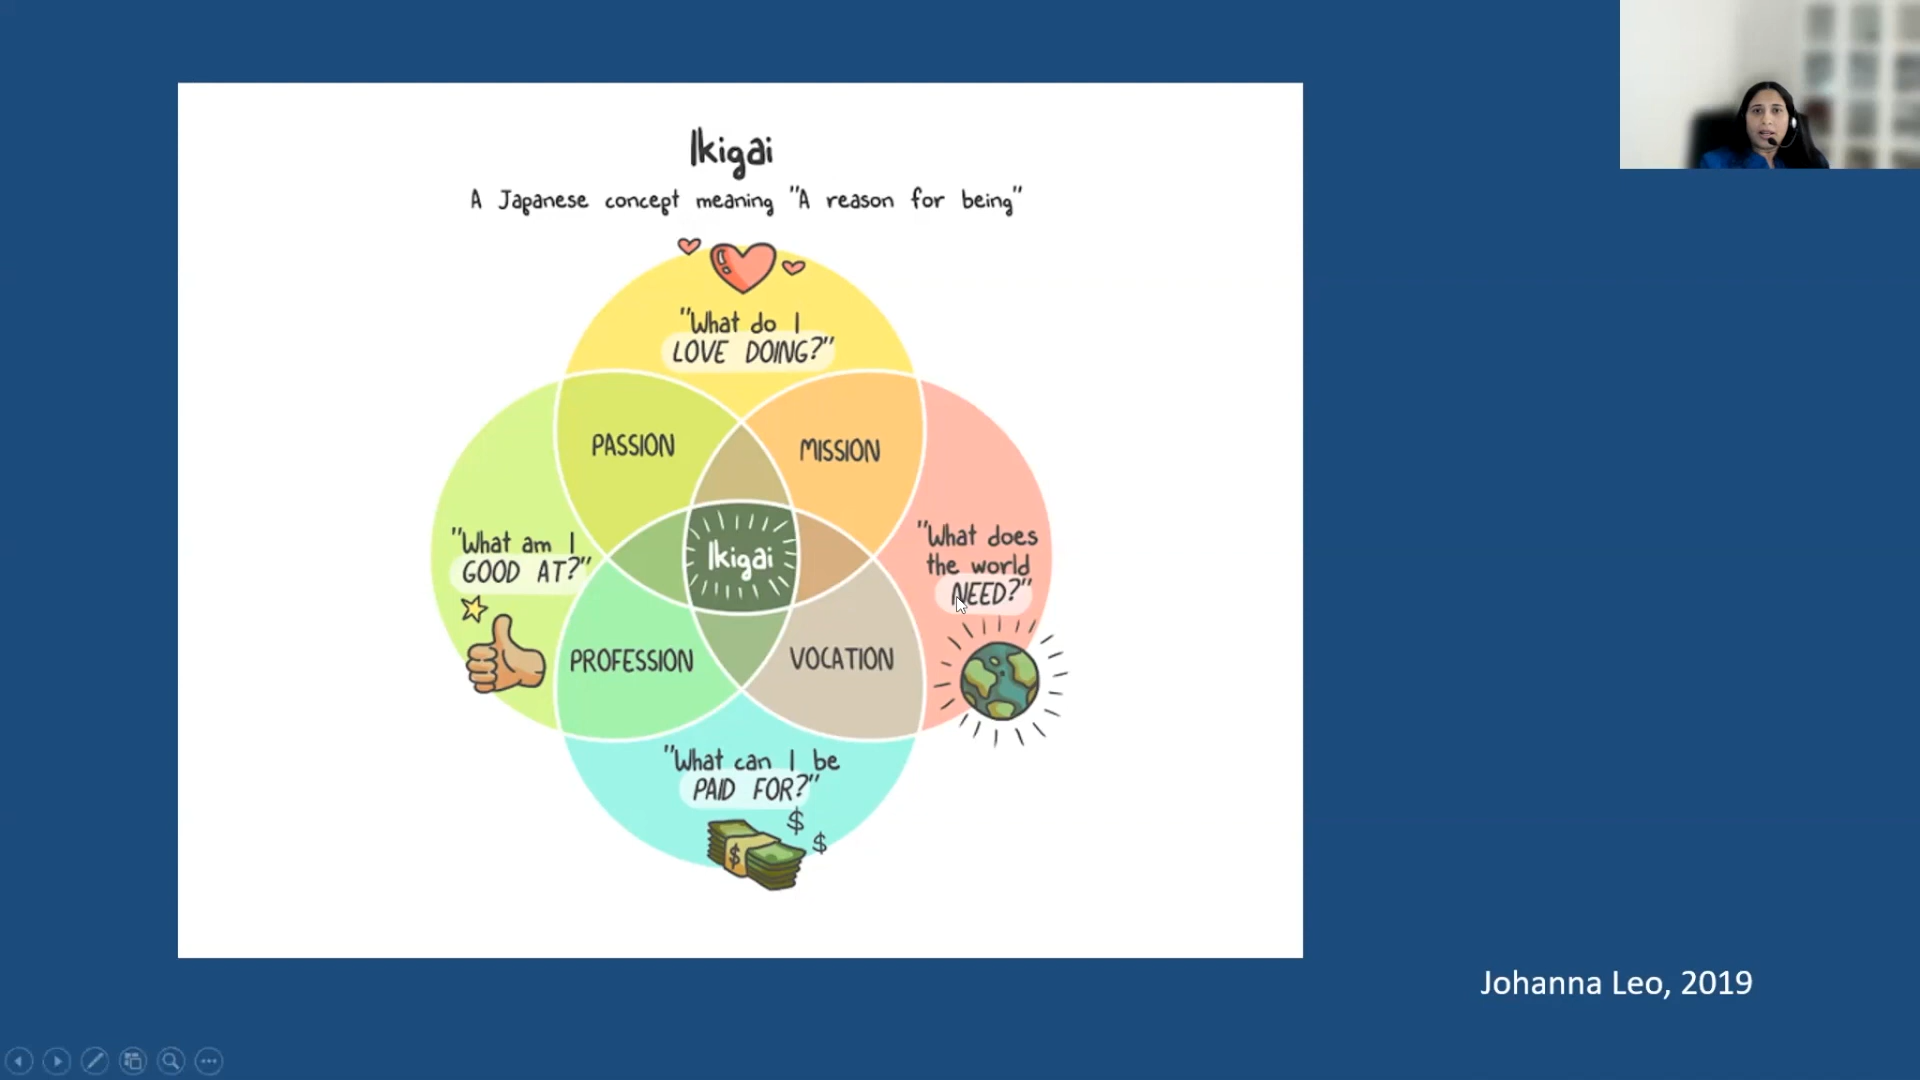 Ikigai
A Japanese concept meaning "A reason for being"
"What do I
LOVE DOING?"
PASSION
MISSION
"What am I
GOOD AT?"
Ikigai
"What does
the world
NEED?"
PROFESSION
VOCATION
"What can I be
PAID FOR?"
$
$
$
Johanna Leo, 2019